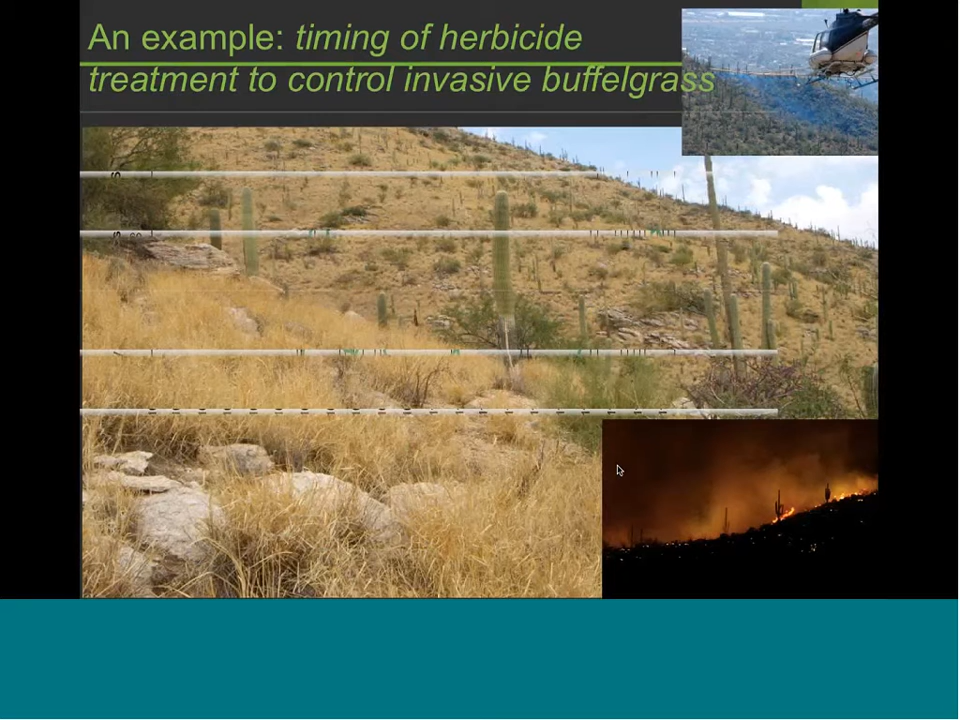 An example: timing of herbicide
treatment to control invasive buffelgrass